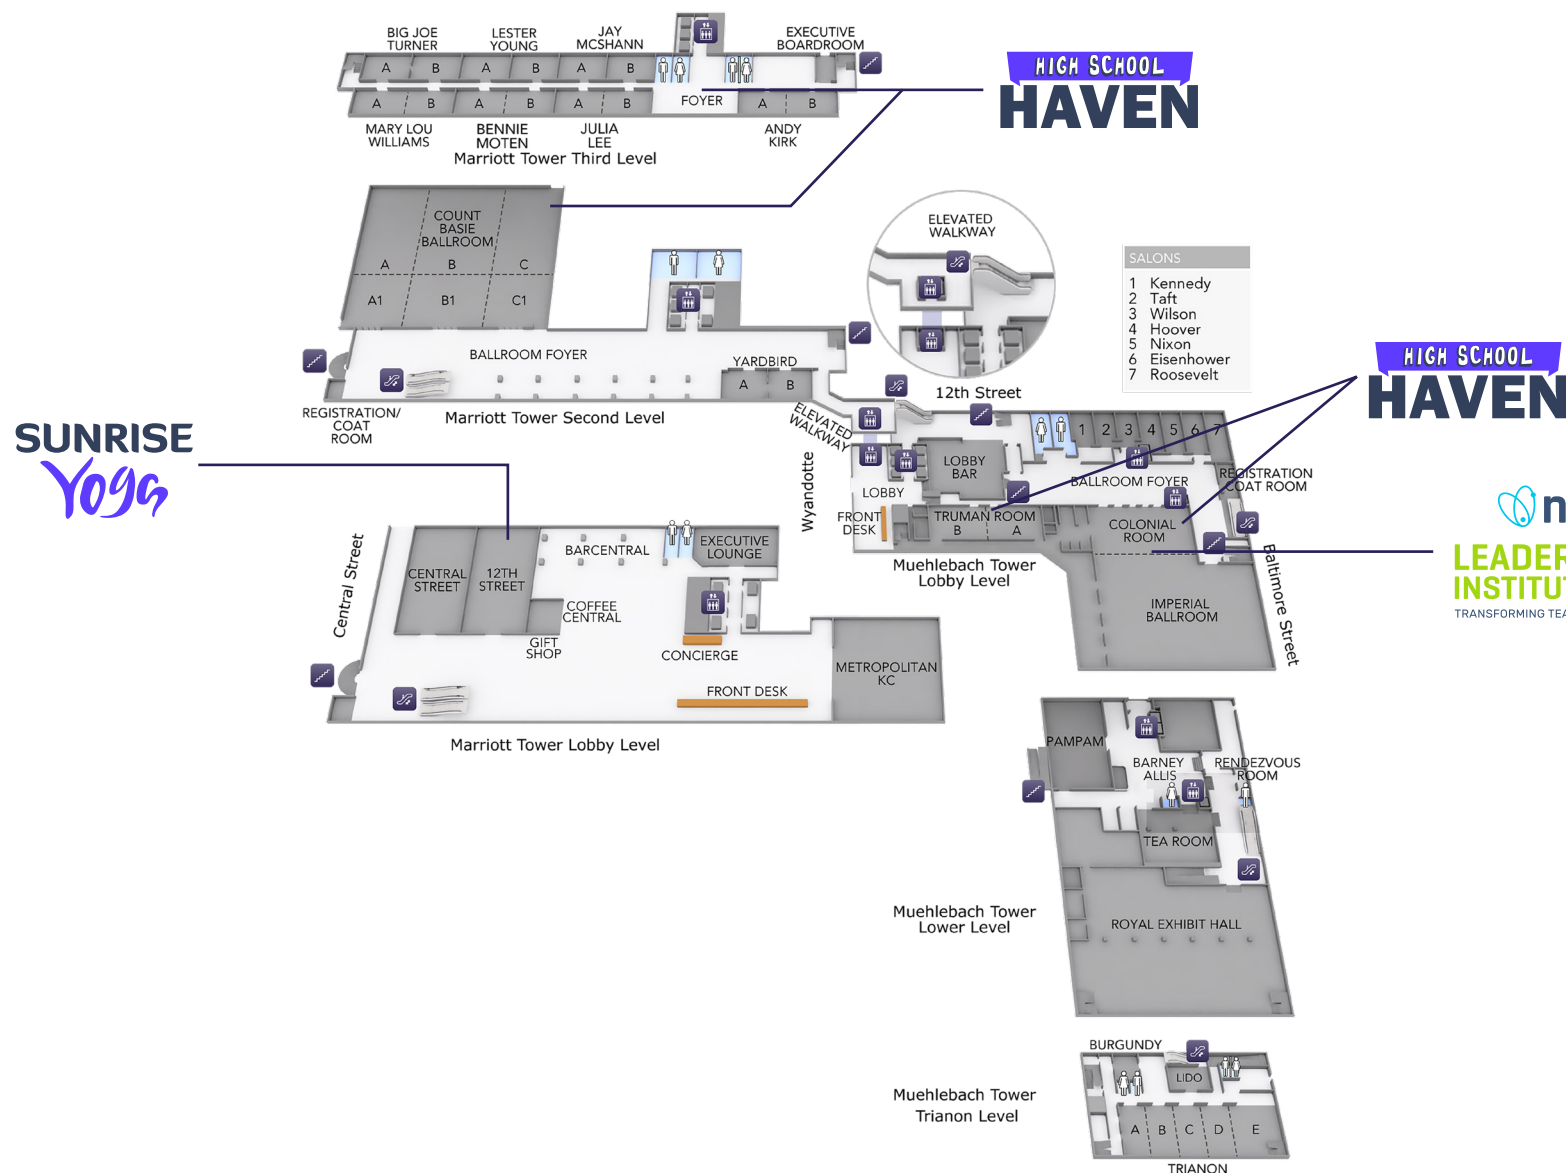 BIG JOE
TURNER
LESTER
YOUNG
JAY
MCSHANN
EXECUTIVE
BOARDROOM
A B A B A B
FOYER
A B A B A B A B
MARY LOU
WILLIAMS
BENNIE
MOTEN
JULIA
LEE
ANDY
KIRK
Marriott Tower Third Level
HIGH SCHOOL
HAVEN
COUNT
BASIE
BALLROOM
A B C
A1 B1 C1
BALLROOM FOYER
YARDBIRD
A B
REGISTRATION/
COAT
ROOM
Marriott Tower Second Level
ELEVATED
WALKWAY
ELEVATED
WALKWAY
12th Street
SALONS
1 Kennedy
2 Taft
3 Wilson
4 Hoover
5 Nixon
6 Eisenhower
7 Roosevelt
HIGH SCHOOL
HAVEN
SUNRISE
Yoga
Wyandotte
LOBBY
BAR
1 2 3 4 5 6 7
LOBBY
BALLROOM FOYER
REGISTRATION
COAT ROOM
FRONT
DESK
TRUMAN ROOM
B A
COLONIAL
ROOM
IMPERIAL
BALLROOM
Muehlebach Tower
Lobby Level
Baltimore Street
n
LEADER
INSTITU
TRANSFORMING TEA
Central Street
CENTRAL
STREET
12TH
STREET
BARCENTRAL
EXECUTIVE
LOUNGE
COFFEE
CENTRAL
GIFT
SHOP
CONCIERGE
FRONT DESK
METROPOLITAN
KC
Marriott Tower Lobby Level
PAMPAM
BARNEY
ALLIS
RENDEZVOUS
ROOM
TEA ROOM
ROYAL EXHIBIT HALL
Muehlebach Tower
Lower Level
BURGUNDY
LIDO
A B C D E
TRIANON
Muehlebach Tower
Trianon Level